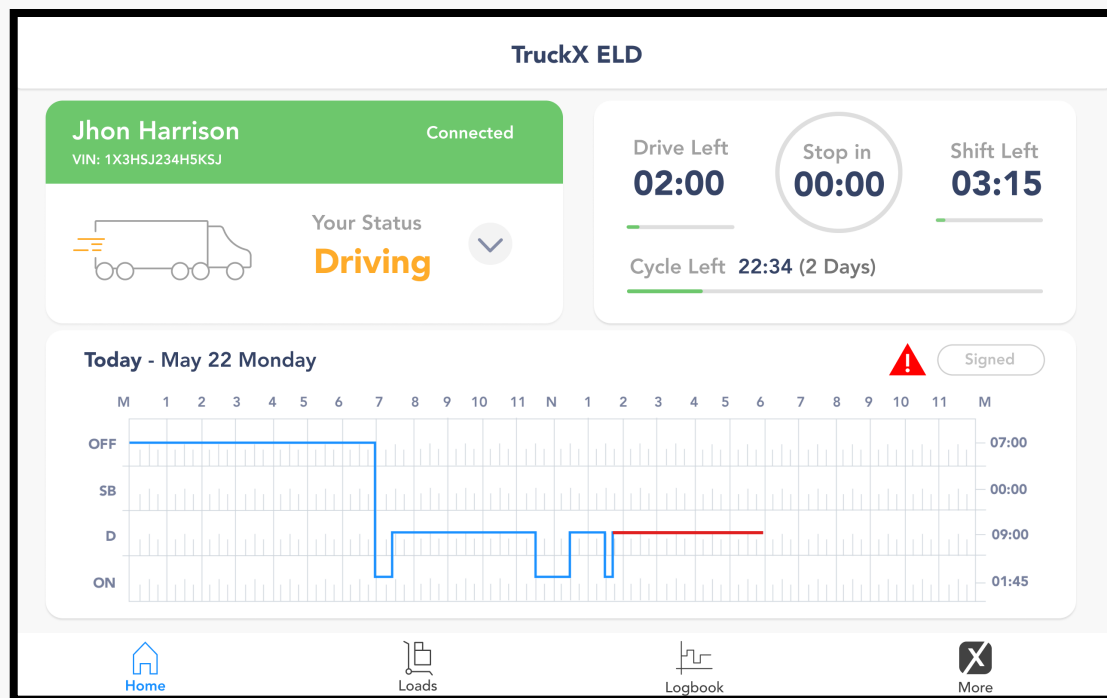 TruckX ELD
Jhon Harrison
Connected
VIN: 1X3HSJ234H5KSJ
Your Status
Driving
Drive Left
02:00
Stop in
00:00
Shift Left
03:15
Cycle Left 22:34 (2 Days)
Today - May 22 Monday
Signed
M 1 2 3 4 5 6 7 8 9 10 11 N 1 2 3 4 5 6 7 8 9 10 11 M
OFF 07:00
SB 00:00
D 09:00
ON 01:45
Home
Loads
Logbook
More